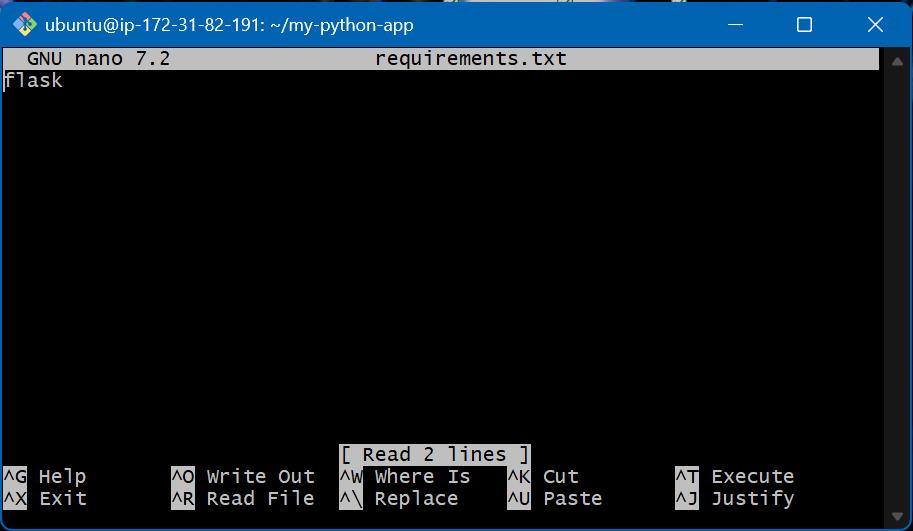 ubuntu@ip-172-31-82-191: ~/my-python-app
GNU nano 7.2 requirements.txt
flask
[ Read 2 lines ]
^G Help ^O Write Out ^W Where Is ^K Cut ^T Execute
^X Exit ^R Read File ^\ Replace ^U Paste ^J Justify